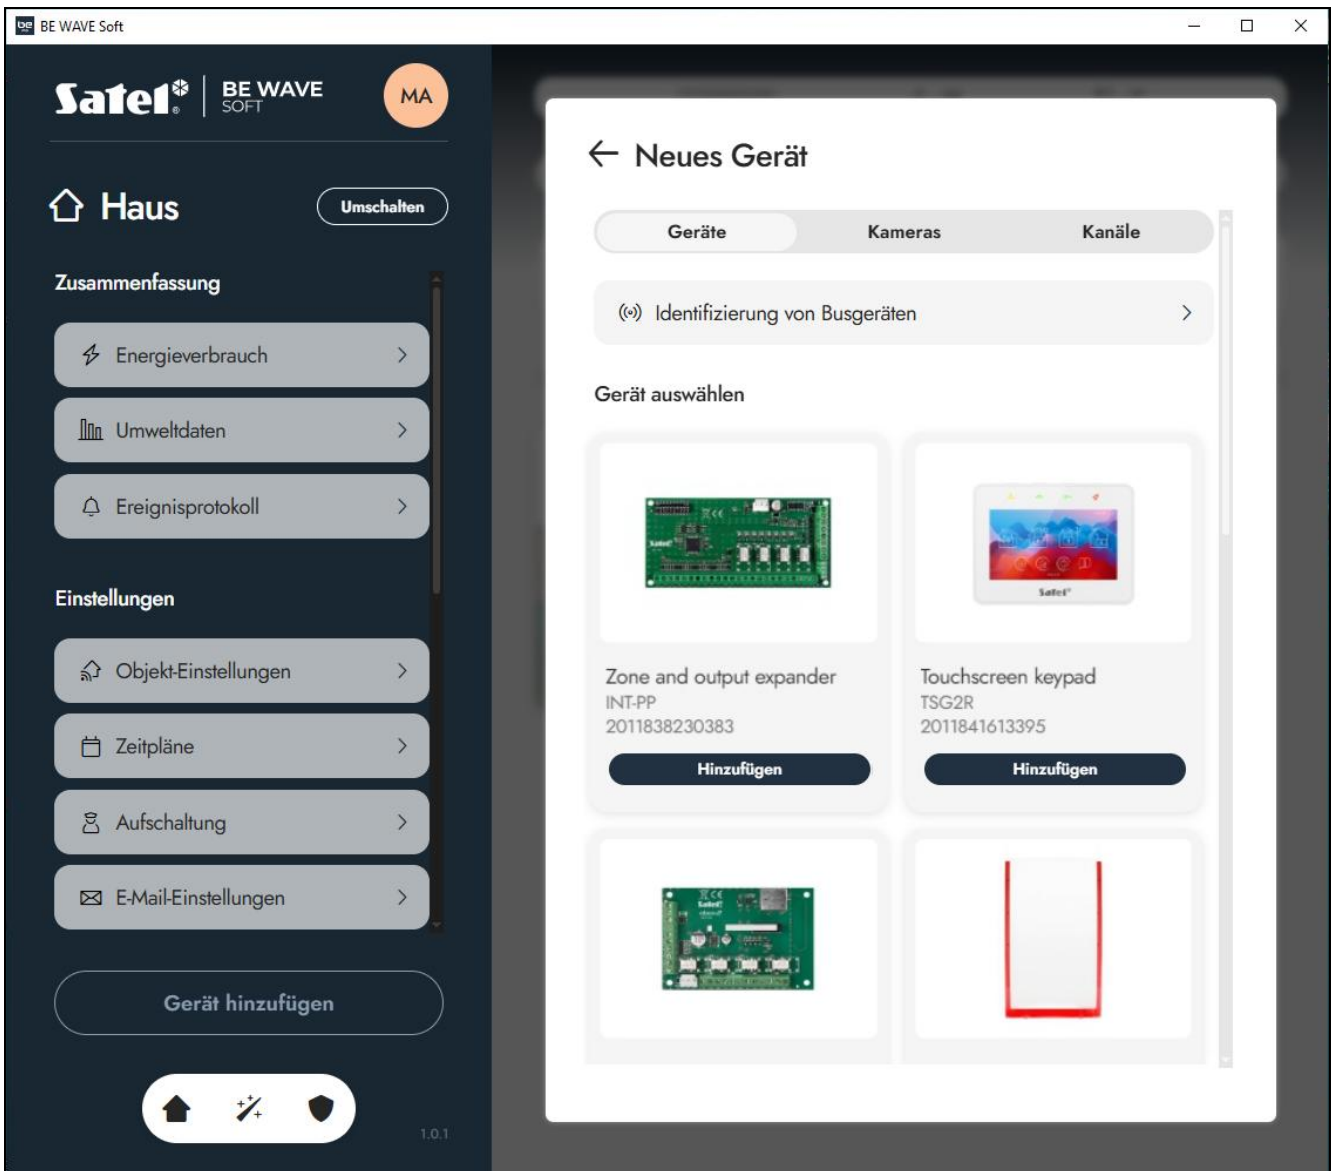 BE WAVE Soft
Satel® BE WAVE SOFT
MA
Haus
Umschalten
Zusammenfassung
Energieverbrauch
Umweltdaten
Ereignisprotokoll
Einstellungen
Objekt-Einstellungen
Zeitpläne
Aufschaltung
E-Mail-Einstellungen
Gerät hinzufügen
1.0.1
Neues Gerät
Geräte Kameras Kanäle
Identifizierung von Busgeräten
Gerät auswählen
Satel®
Zone and output expander
INT-PP
2011838230383
Hinzufügen
Touchscreen keypad
TSG2R
2011841613395
Hinzufügen
Satel